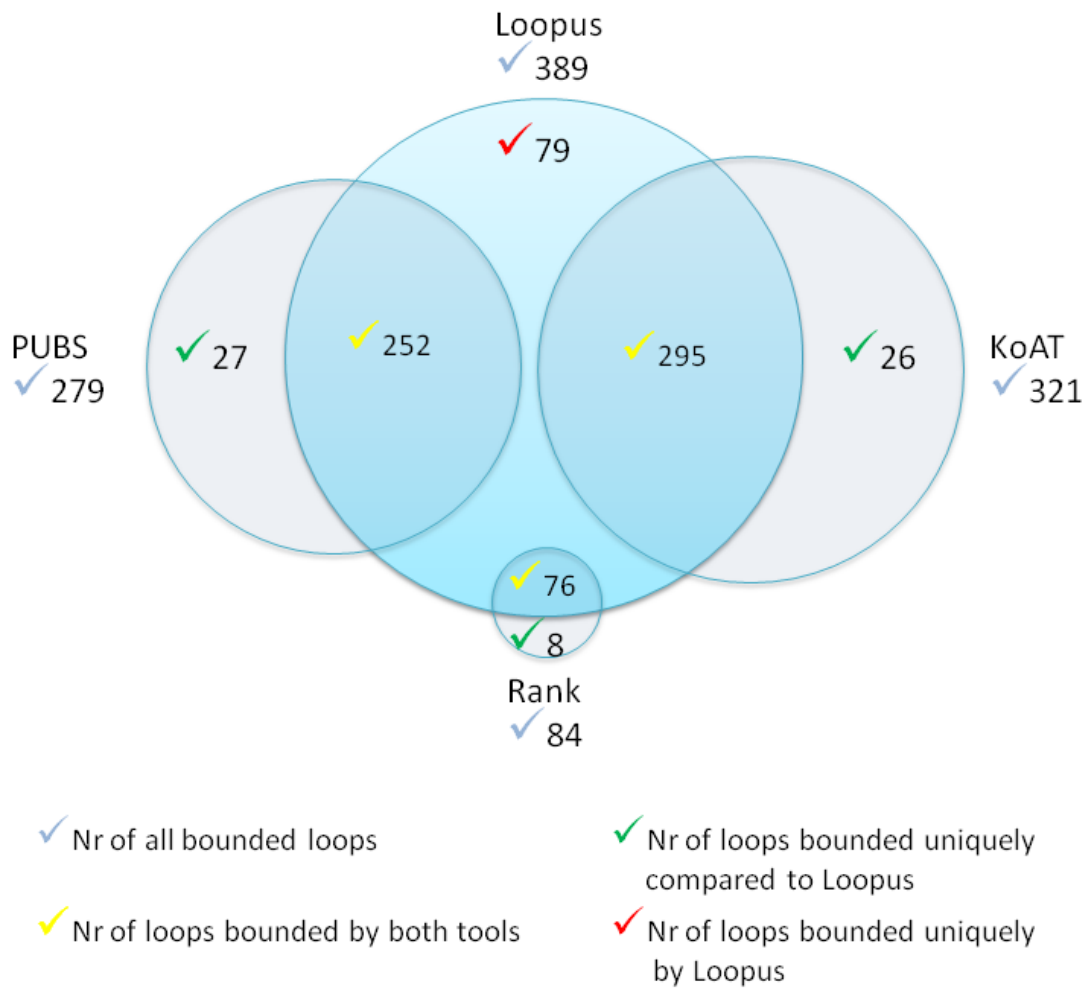 Loopus
389
79
PUBS
279
27
252
295
26
KoAT
321
76
8
Rank
84
Nr of all bounded loops
Nr of loops bounded uniquely
compared to Loopus
Nr of loops bounded by both tools
Nr of loops bounded uniquely
by Loopus